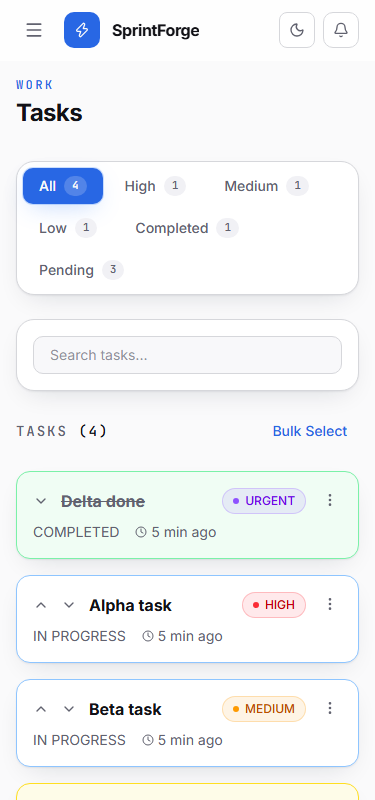 SprintForge
WORK
Tasks
All 4 High 1 Medium 1
Low 1 Completed 1
Pending 3
Search tasks...
TASKS (4) Bulk Select
Delta done URGENT
COMPLETED 5 min ago
Alpha task HIGH
IN PROGRESS 5 min ago
Beta task MEDIUM
IN PROGRESS 5 min ago